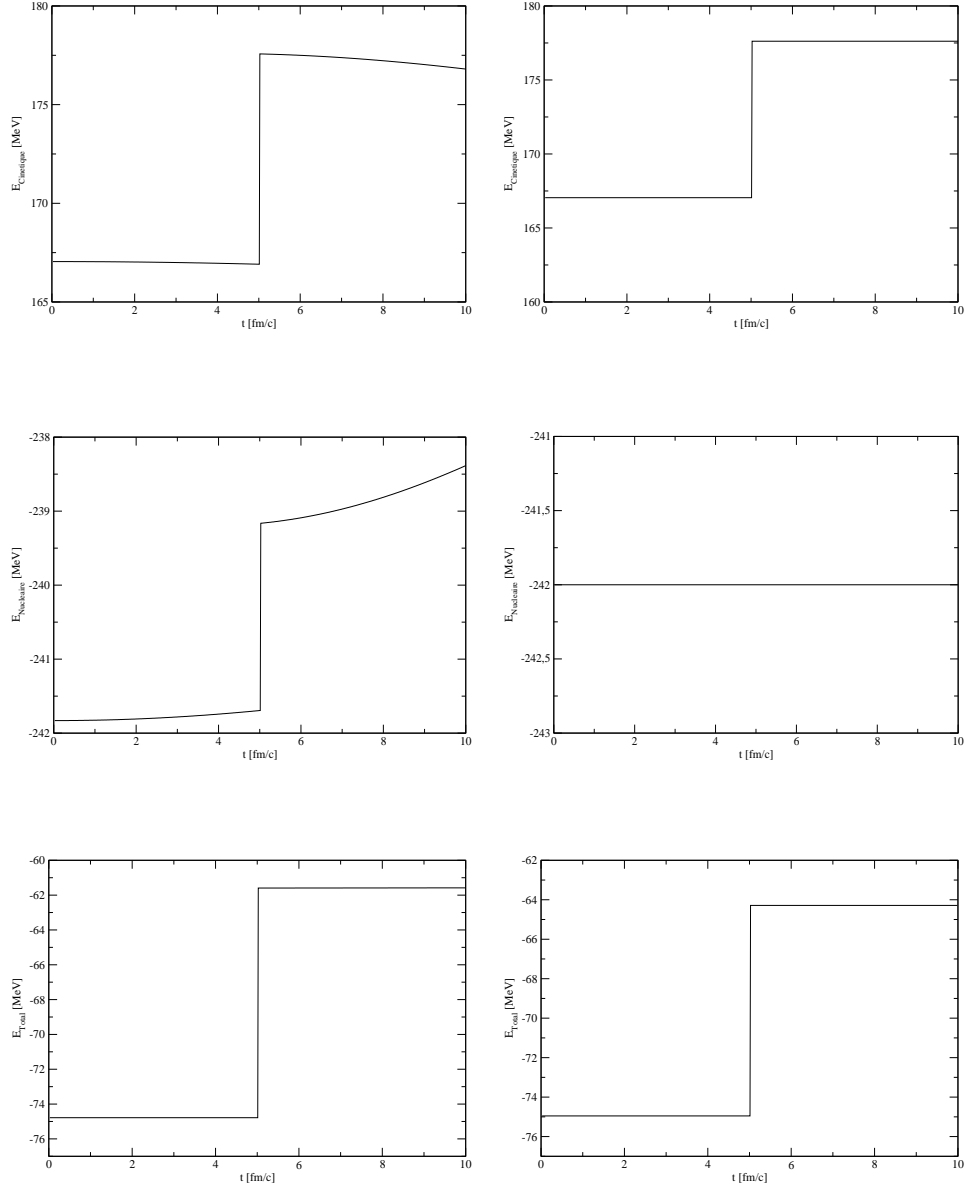 180
175
170
165
E_Cinetique [MeV]
0 2 4 6 8 10
t [fm/c]
180
175
170
165
160
E_Cinetique [MeV]
0 2 4 6 8 10
t [fm/c]
-238
-239
-240
-241
-242
E_Nucleaire [MeV]
0 2 4 6 8 10
t [fm/c]
-241
-241,5
-242
-242,5
-243
E_Nucleaire [MeV]
0 2 4 6 8 10
t [fm/c]
-60
-62
-64
-66
-68
-70
-72
-74
-76
E_Total [MeV]
0 2 4 6 8 10
t [fm/c]
-62
-64
-66
-68
-70
-72
-75
-76
E_Total [MeV]
0 2 4 6 8 10
t [fm/c]